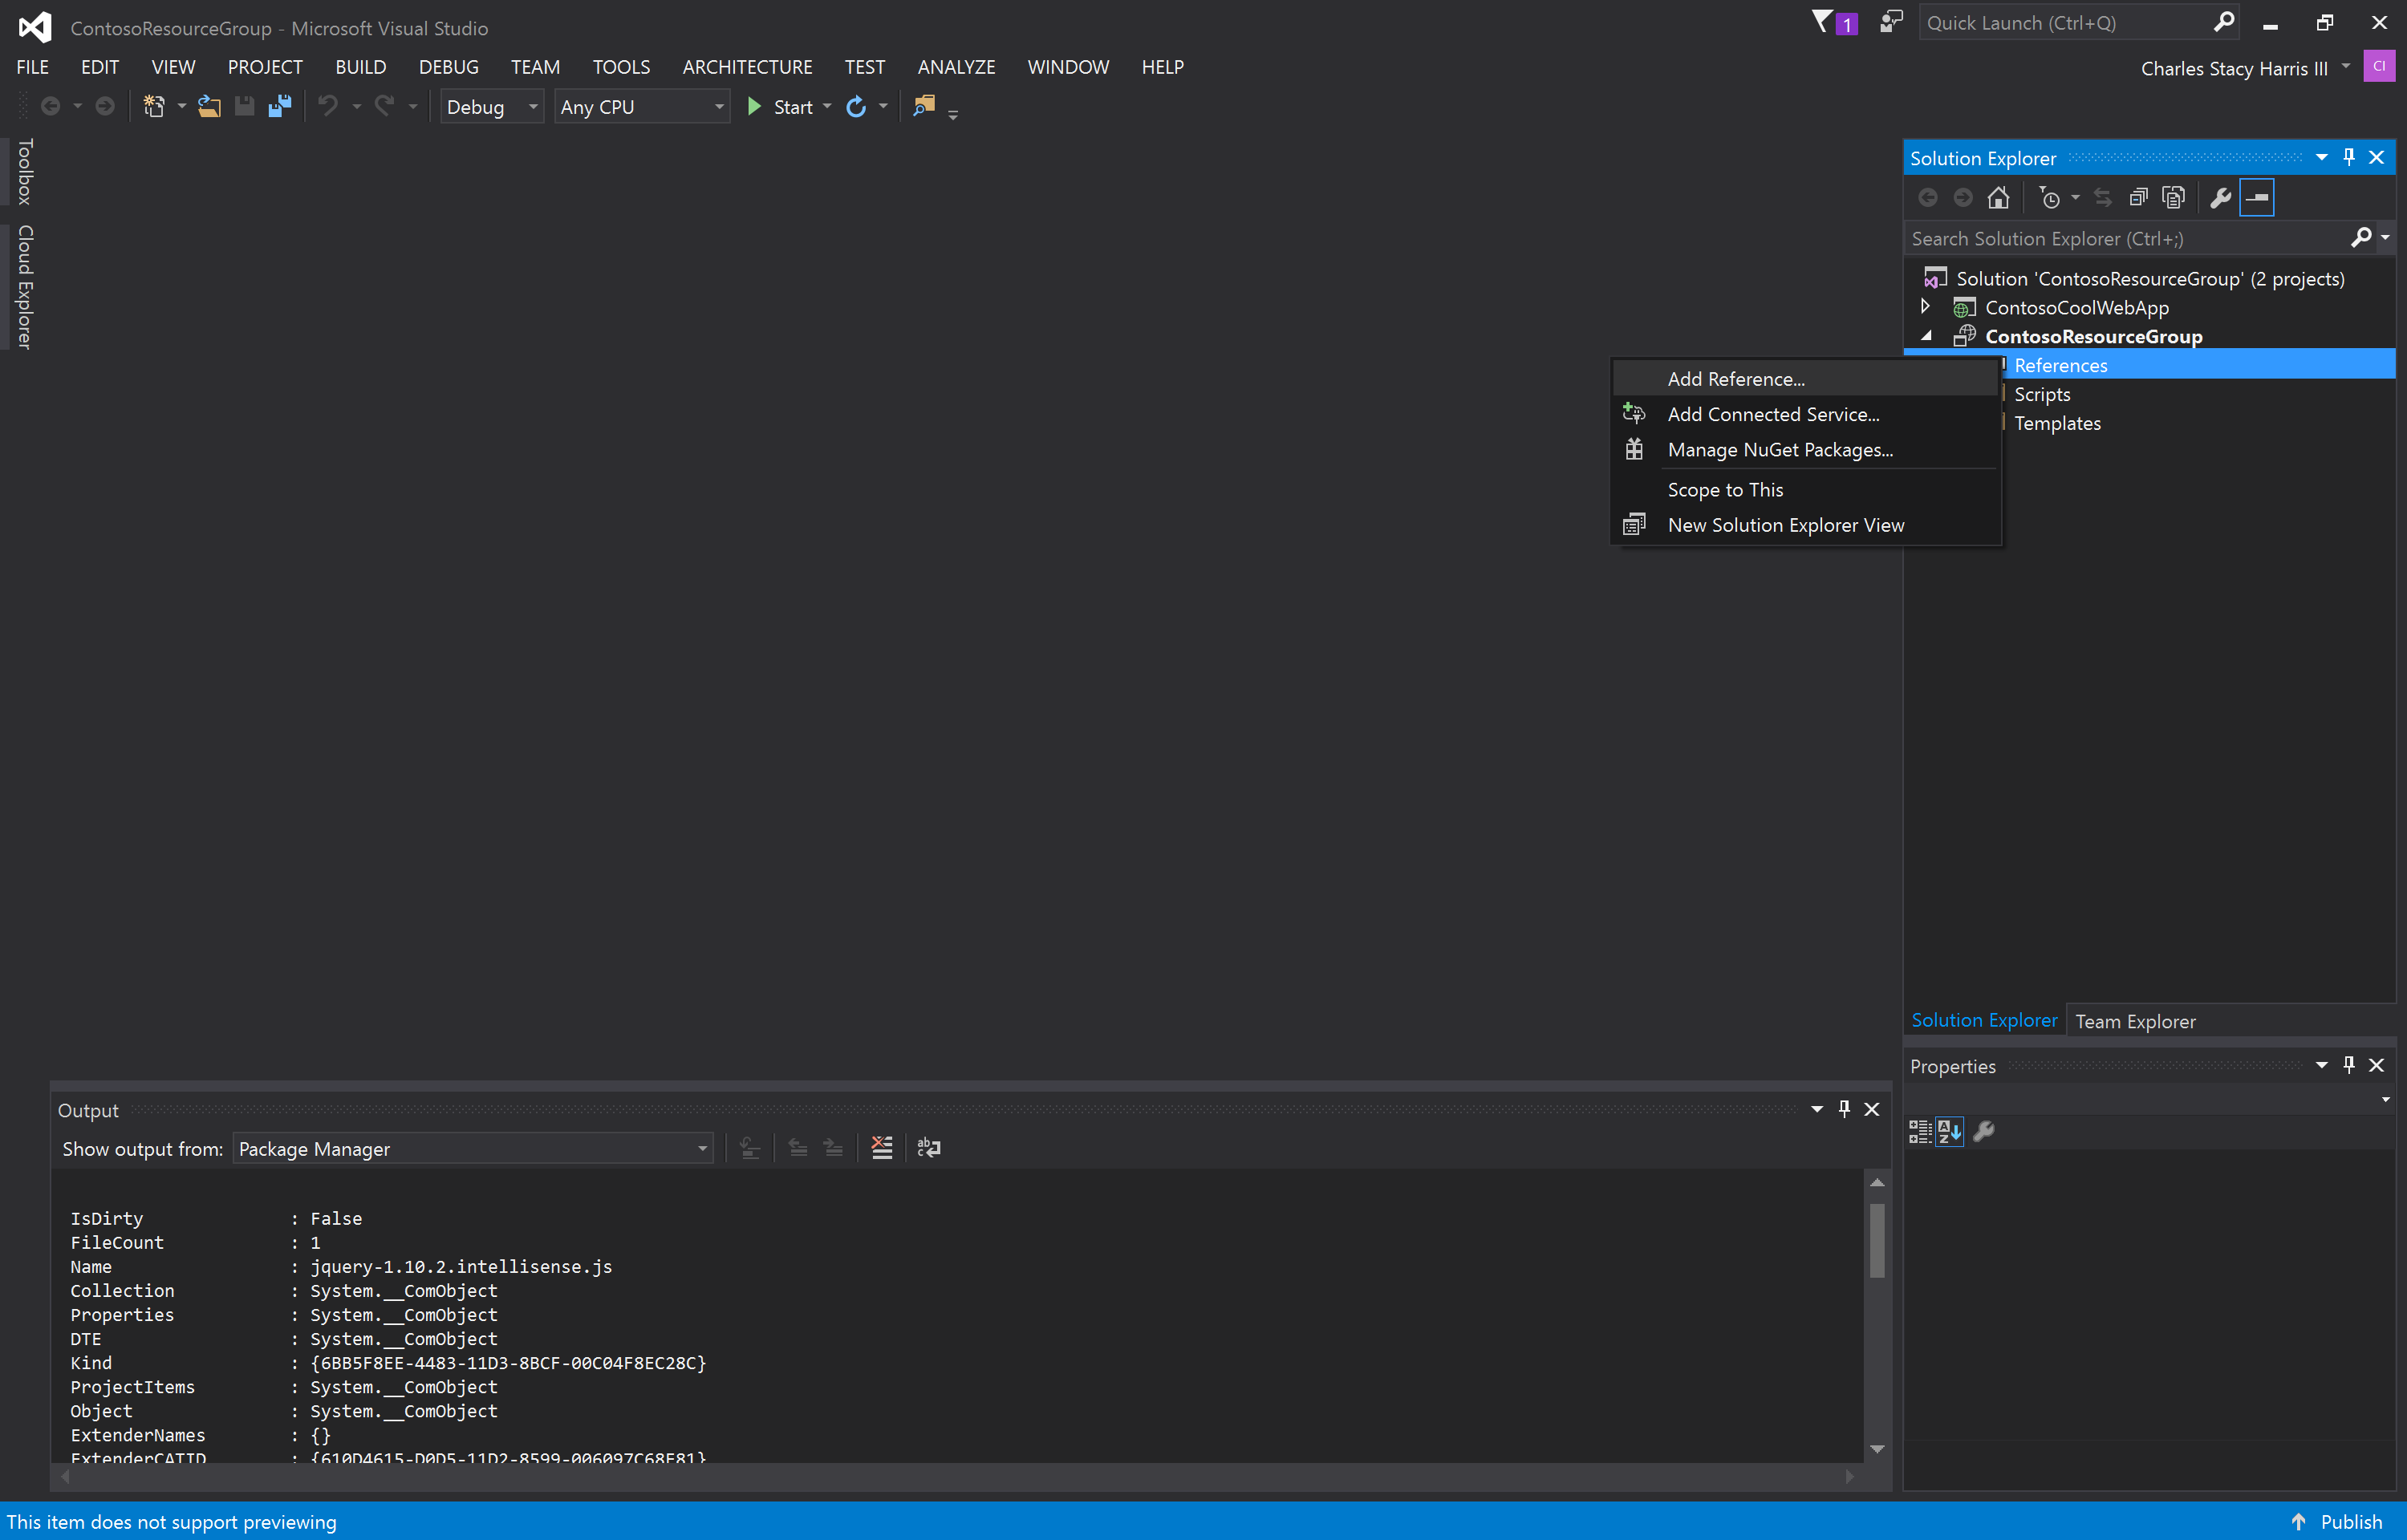 ContosoResourceGroup - Microsoft Visual Studio
1
Quick Launch (Ctrl+Q)
FILE EDIT VIEW PROJECT BUILD DEBUG TEAM TOOLS ARCHITECTURE TEST ANALYZE WINDOW HELP
Charles Stacy Harris III CI
Debug Any CPU Start
Toolbox
Cloud Explorer
Solution Explorer
Search Solution Explorer (Ctrl+;)
Solution 'ContosoResourceGroup' (2 projects)
ContosoCoolWebApp
ContosoResourceGroup
References
Scripts
Templates
Add Reference...
Add Connected Service...
Manage NuGet Packages...
Scope to This
New Solution Explorer View
Solution Explorer Team Explorer
Properties
Output
Show output from: Package Manager
IsDirty : False
FileCount : 1
Name : jquery-1.10.2.intellisense.js
Collection : System.__ComObject
Properties : System.__ComObject
DTE : System.__ComObject
Kind : {6BB5F8EE-4483-11D3-8BCF-00C04F8EC28C}
ProjectItems : System.__ComObject
Object : System.__ComObject
ExtenderNames : {}
ExtenderCATID : {610D4615-D0D5-11D2-8599-006097C68E81}
This item does not support previewing
Publish